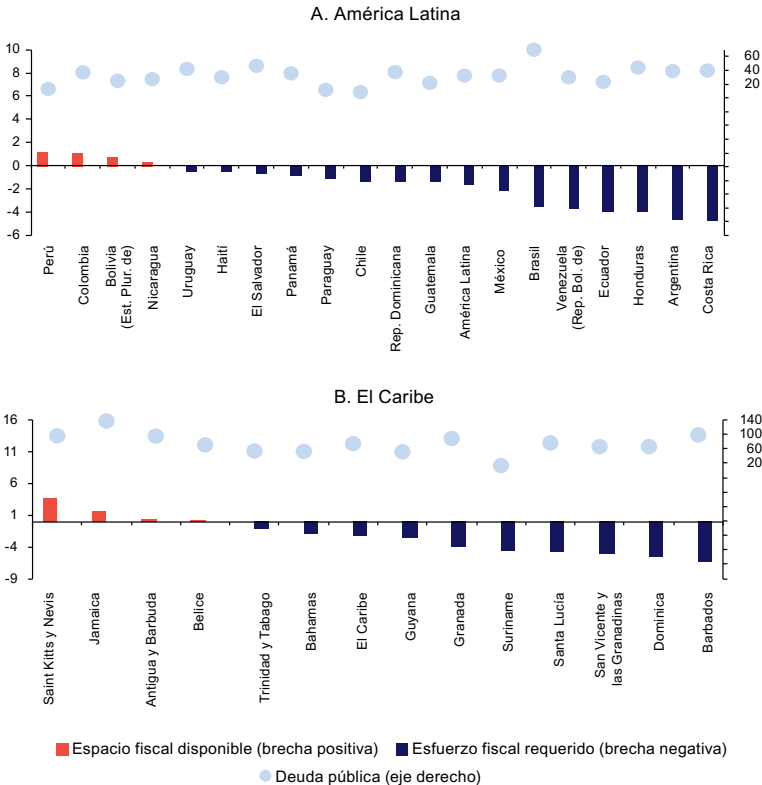 A. América Latina
10
8
6
4
2
0
-2
-4
-6
60
40
20
Perú
Colombia
Bolivia
(Est. Plur. de)
Nicaragua
Uruguay
Haití
El Salvador
Panamá
Paraguay
Chile
Rep. Dominicana
Guatemala
América Latina
México
Brasil
Venezuela
(Rep. Bol. de)
Ecuador
Honduras
Argentina
Costa Rica
B. El Caribe
16
11
6
1
-4
-9
140
100
60
20
Saint Kitts y Nevis
Jamaica
Antigua y Barbuda
Belice
Trinidad y Tabago
Bahamas
El Caribe
Guyana
Granada
Suriname
Santa Lucía
San Vicente y
las Granadinas
Dominica
Barbados
Espacio fiscal disponible (brecha positiva)
Esfuerzo fiscal requerido (brecha negativa)
Deuda pública (eje derecho)